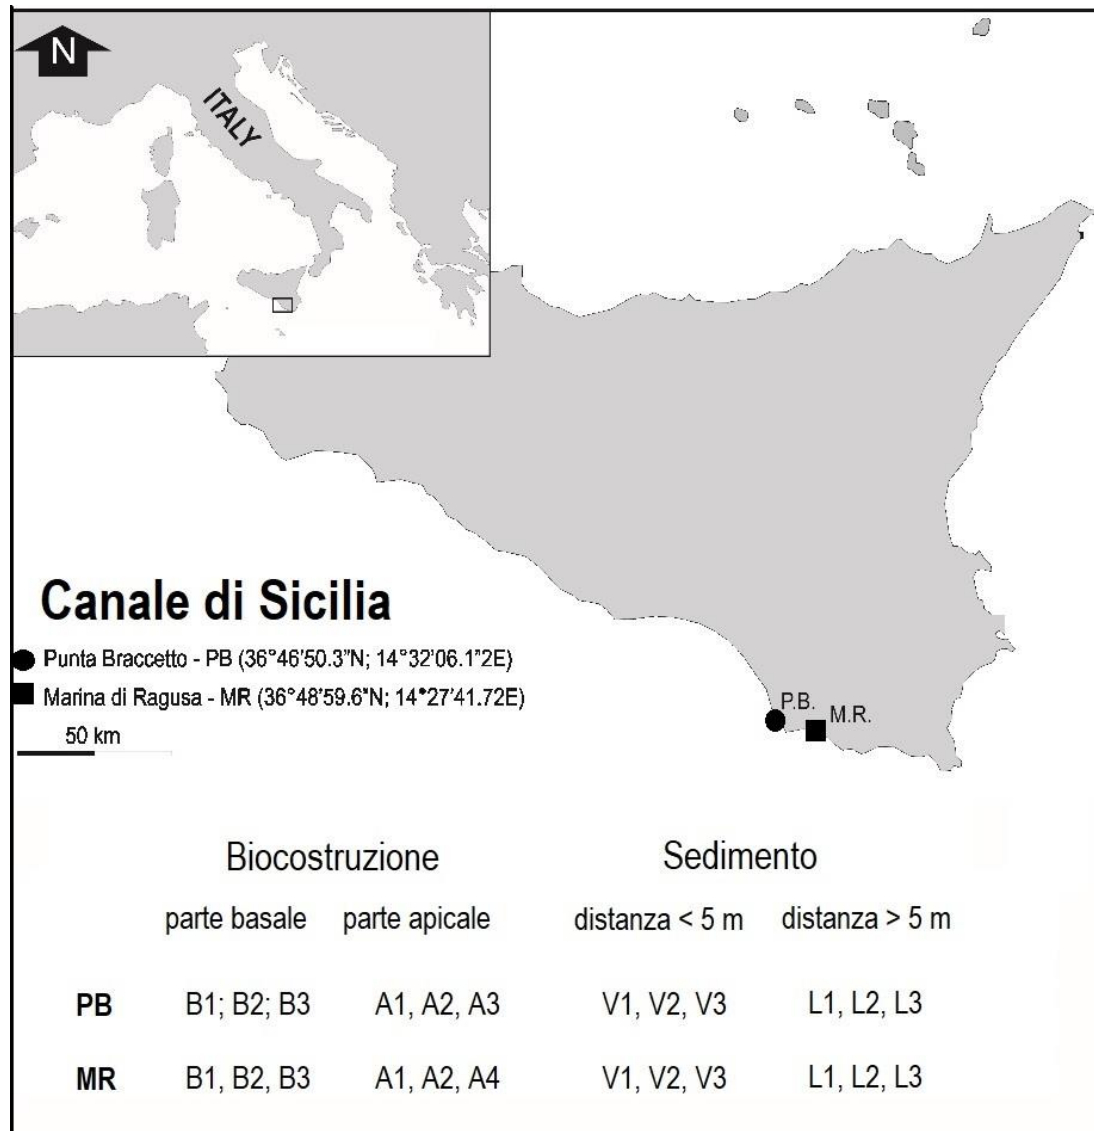 N
ITALY
Canale di Sicilia
Punta Braccetto - PB (36°46'50.3"N; 14°32'06.1"2E)
Marina di Ragusa - MR (36°48'59.6"N; 14°27'41.72E)
50 km
P.B.
M.R.
Biocostruzione Sedimento
parte basale parte apicale distanza < 5 m distanza > 5 m
PB B1; B2; B3 A1, A2, A3 V1, V2, V3 L1, L2, L3
MR B1, B2, B3 A1, A2, A4 V1, V2, V3 L1, L2, L3